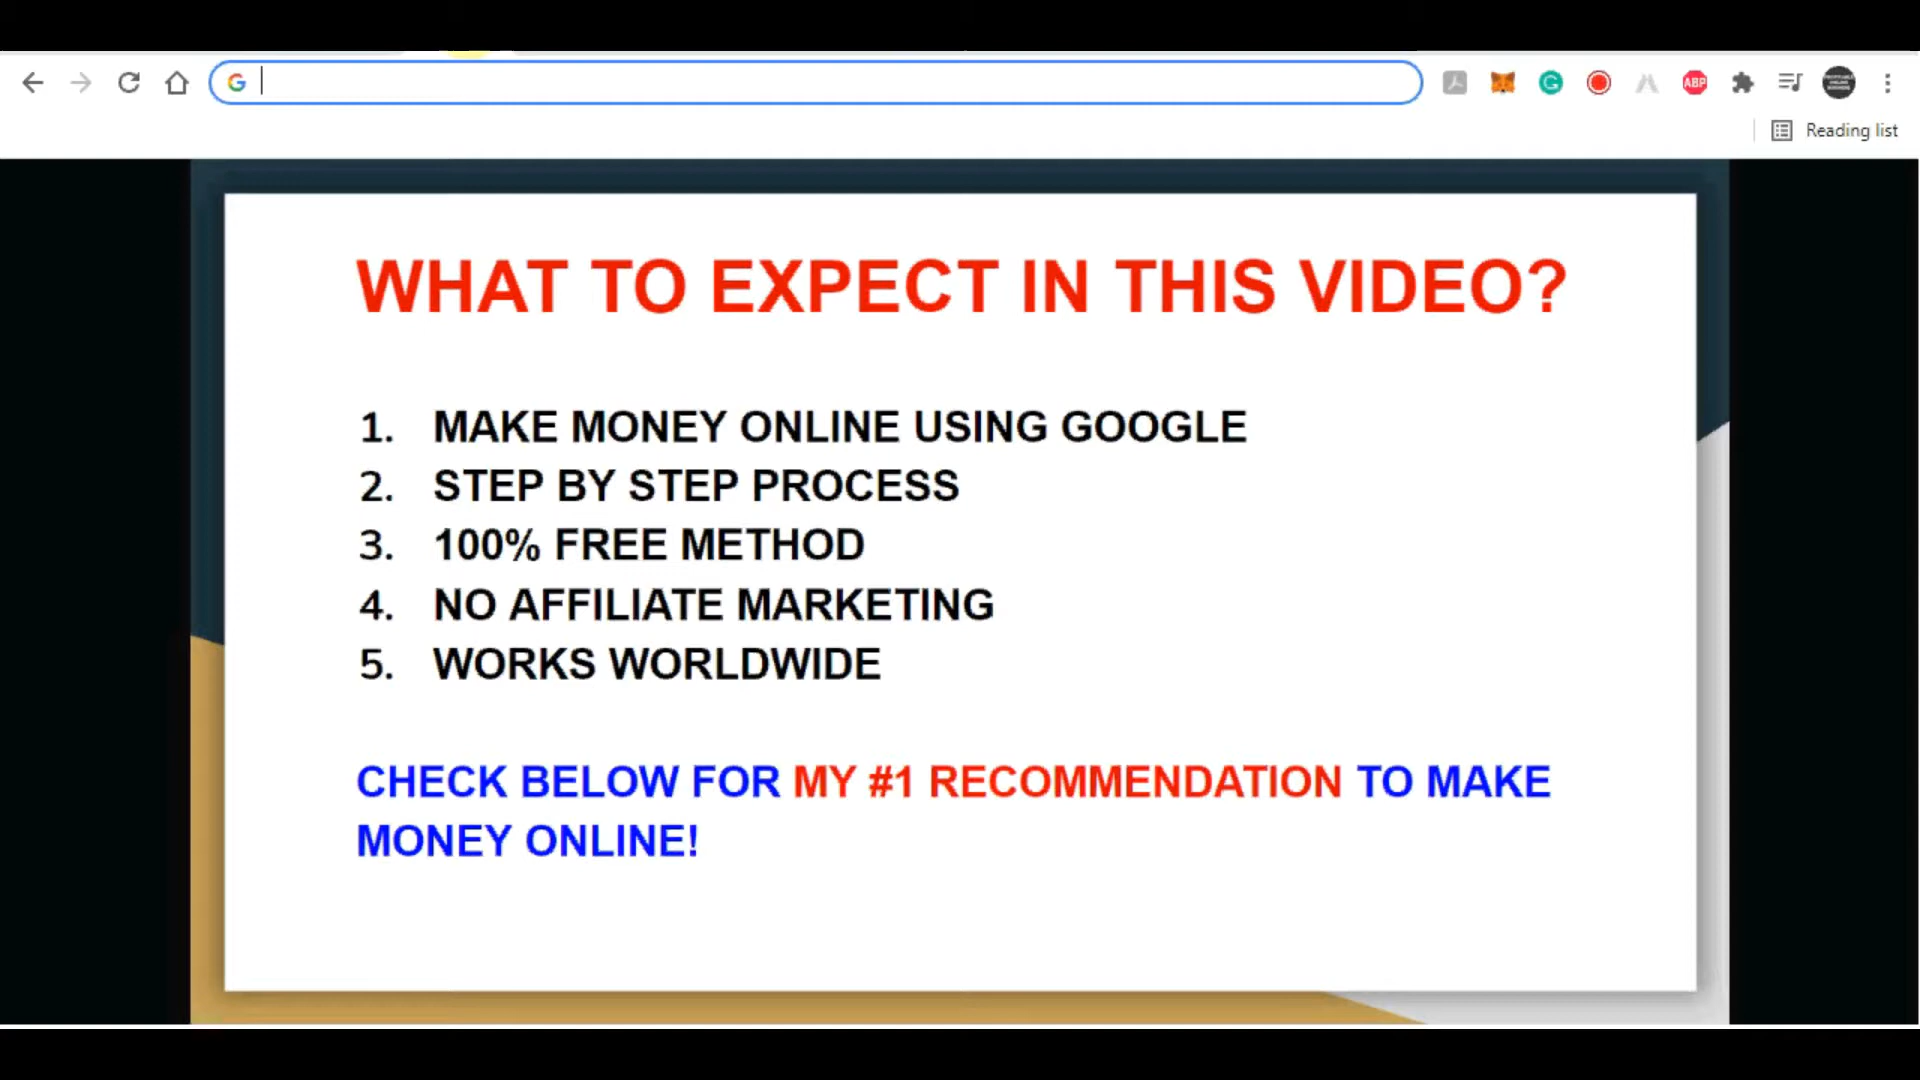 ABP
Reading list
WHAT TO EXPECT IN THIS VIDEO?
1. MAKE MONEY ONLINE USING GOOGLE
2. STEP BY STEP PROCESS
3. 100% FREE METHOD
4. NO AFFILIATE MARKETING
5. WORKS WORLDWIDE
CHECK BELOW FOR MY #1 RECOMMENDATION TO MAKE
MONEY ONLINE!